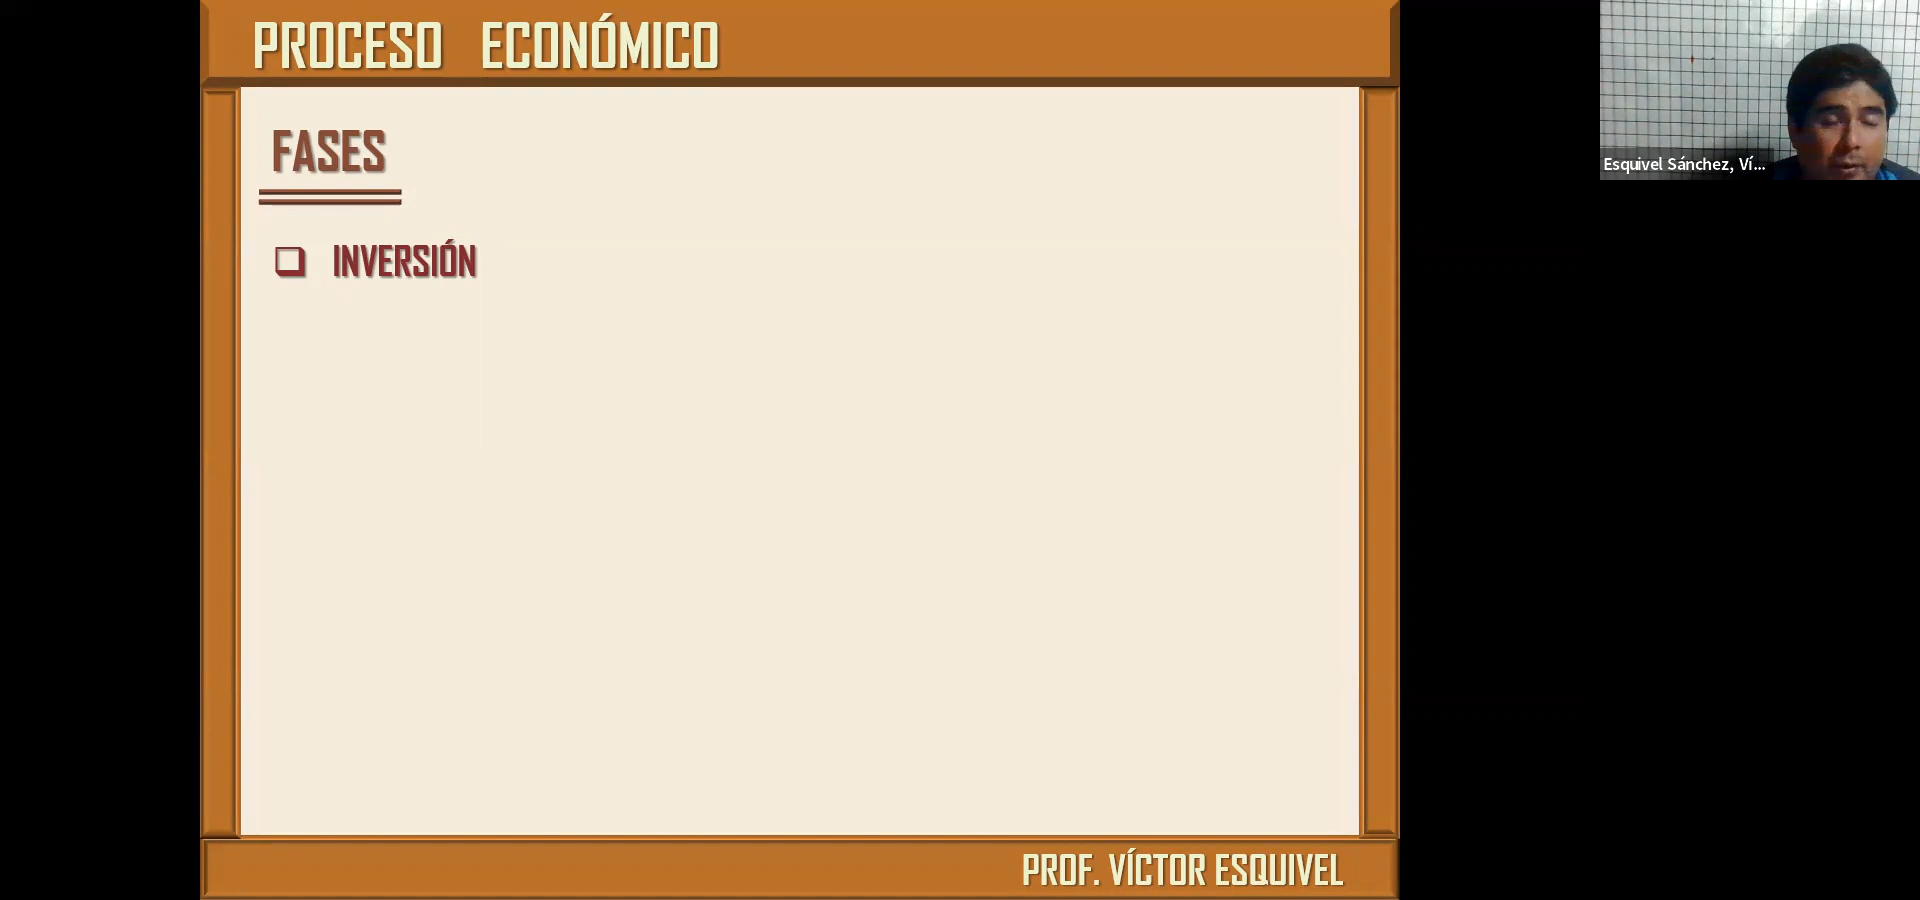 PROCESO ECONÓMICO
FASES
❑ INVERSIÓN
PROF. VÍCTOR ESQUIVEL
Esquivel Sánchez, Ví...